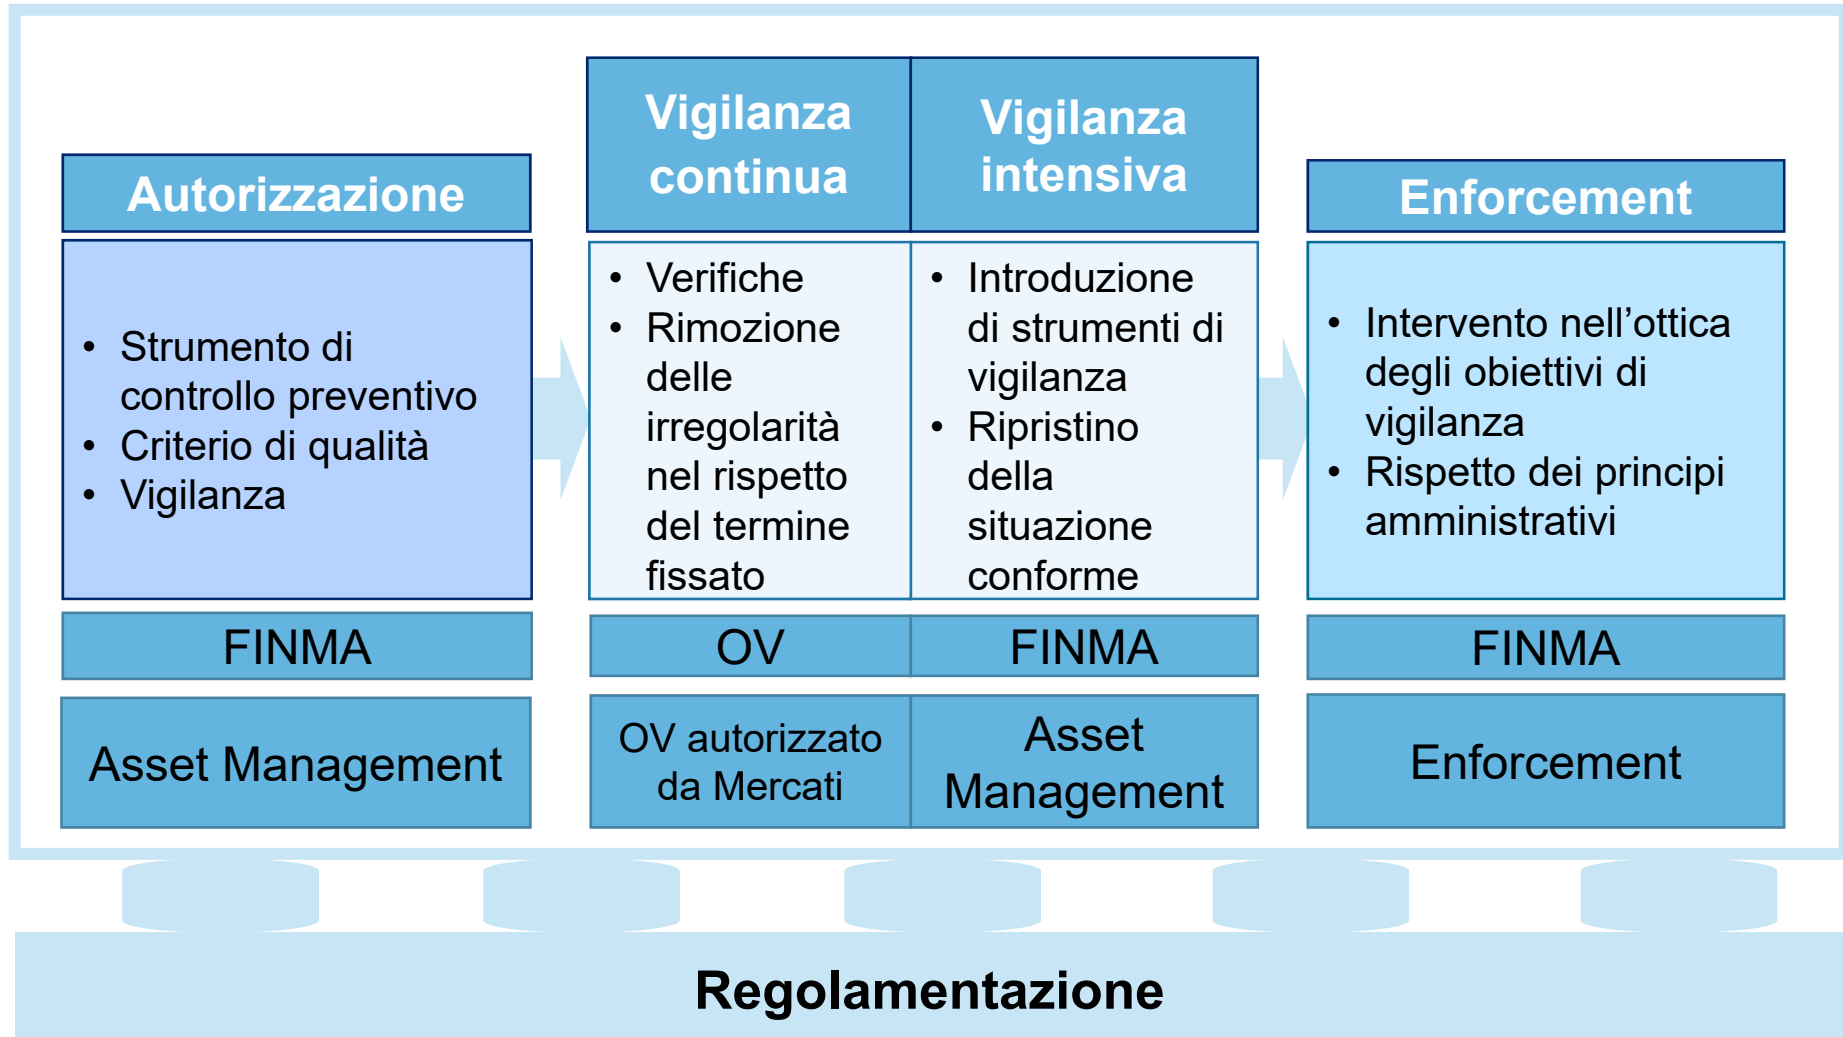 Autorizzazione
• Strumento di
controllo preventivo
• Criterio di qualità
• Vigilanza
FINMA
Asset Management
Vigilanza
continua
• Verifiche
• Rimozione
delle
irregolarità
nel rispetto
del termine
fissato
OV
OV autorizzato
da Mercati
Vigilanza
intensiva
• Introduzione
di strumenti di
vigilanza
• Ripristino
della
situazione
conforme
FINMA
Asset
Management
Enforcement
• Intervento nell’ottica
degli obiettivi di
vigilanza
• Rispetto dei principi
amministrativi
FINMA
Enforcement
Regolamentazione